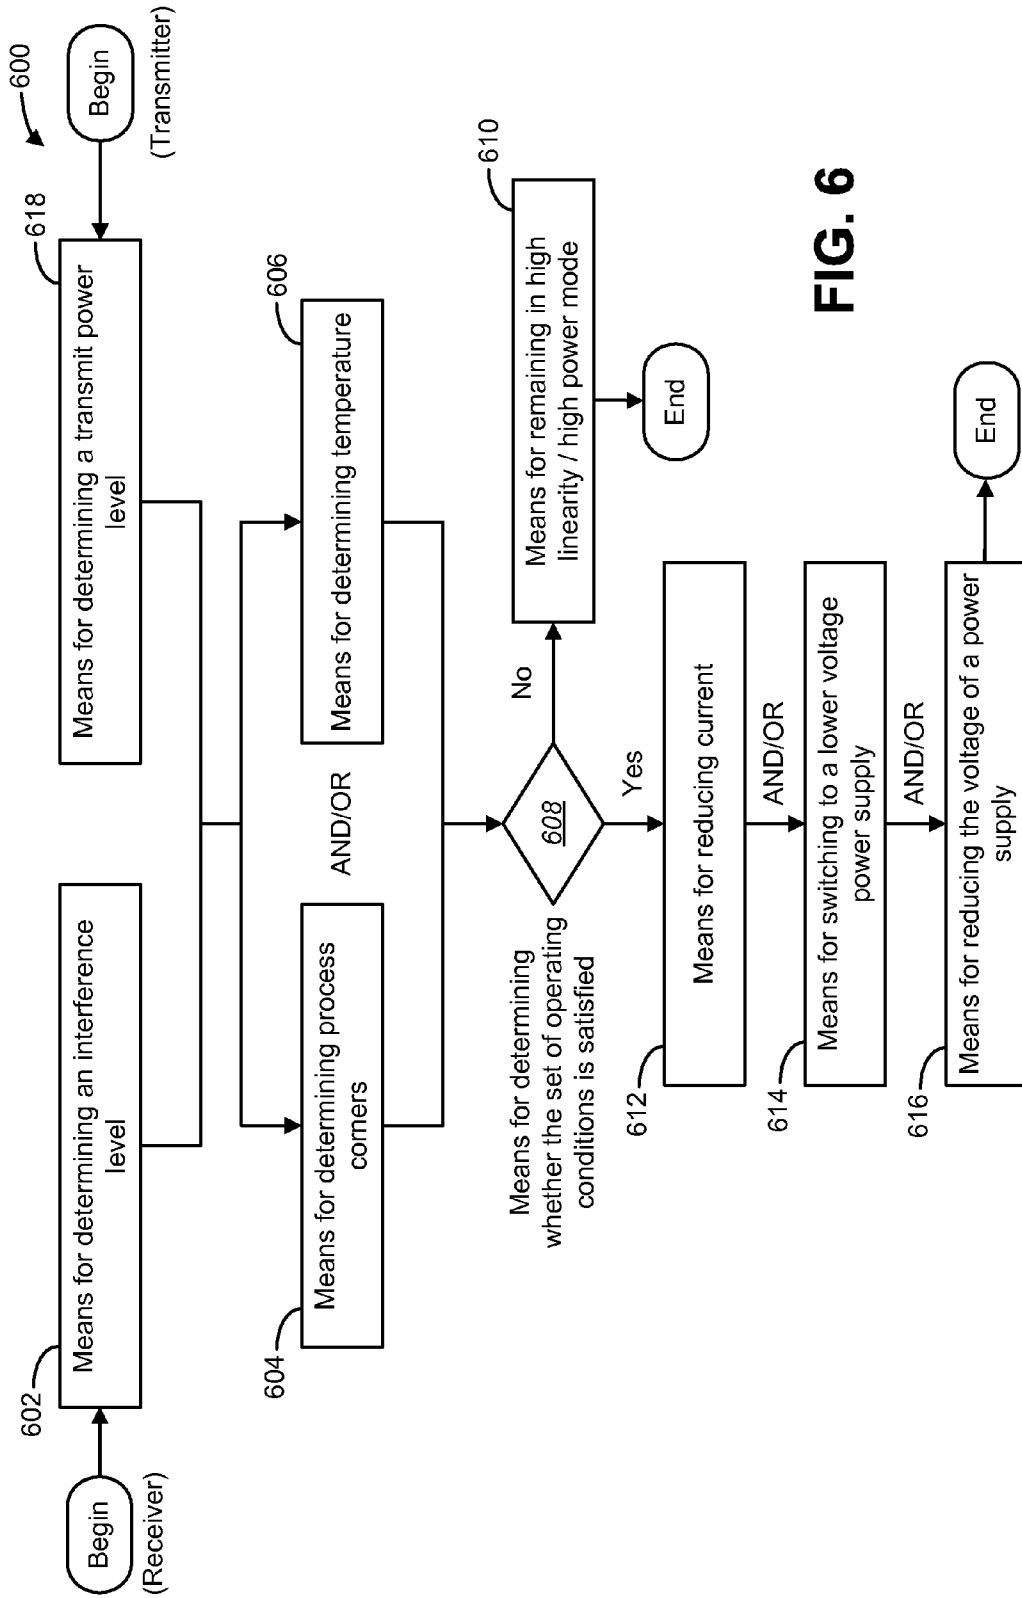 600
Begin
(Receiver)
602
Means for determining an interference
level
618
Means for determining a transmit power
level
Begin
(Transmitter)
604
Means for determining process
corners
AND/OR
606
Means for determining temperature
Means for determining
whether the set of operating
conditions is satisfied
608
No
610
Means for remaining in high
linearity / high power mode
End
Yes
612
Means for reducing current
AND/OR
614
Means for switching to a lower voltage
power supply
AND/OR
616
Means for reducing the voltage of a power
supply
End
FIG. 6